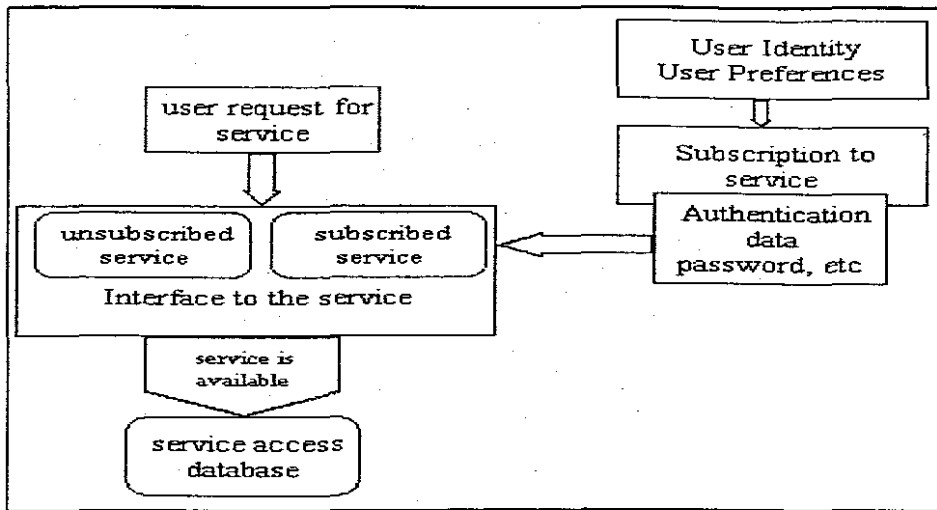 User Identity
User Preferences
user request for
service
Subscription to
service
Authentication
data
password, etc
unsubscribed
service
subscribed
service
Interface to the service
service is
available
service access
database